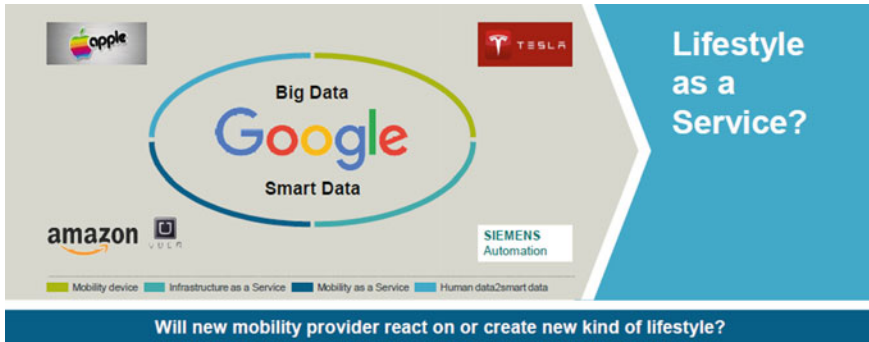 apple
TESLA
Lifestyle
as a
Service?
Big Data
Google
Smart Data
amazon
SIEMENS
Automation
Mobility device Infrastructure as a Service Mobility as a Service Human data2smart data
Will new mobility provider react on or create new kind of lifestyle?